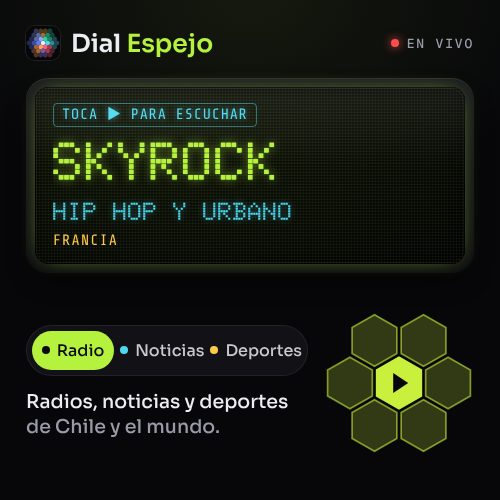 Dial Espejo
EN VIVO
TOCA ▶ PARA ESCUCHAR
SKYROCK
HIP HOP Y URBANO
FRANCIA
Radio
Noticias
Deportes
Radios, noticias y deportes
de Chile y el mundo.